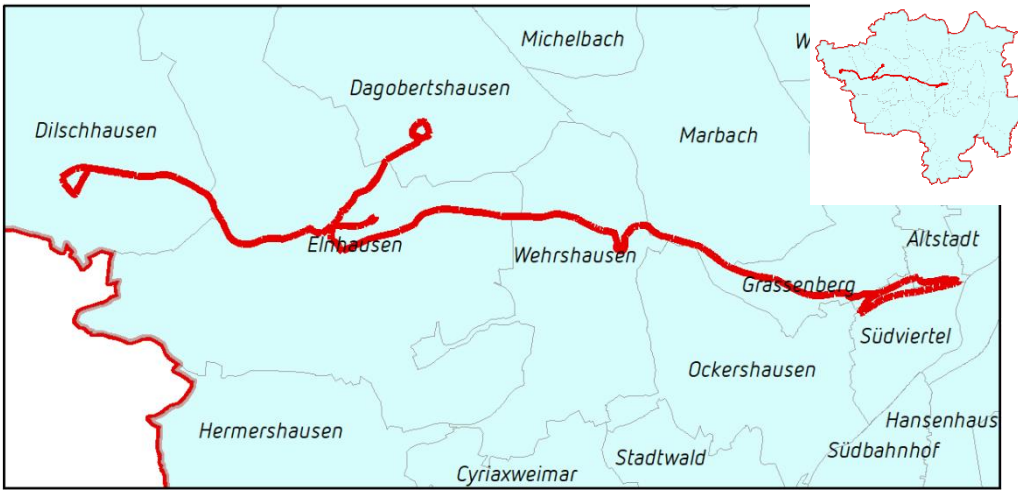 Michelbach
W
Dagobertshausen
Dilschhausen
Marbach
Elnhausen
Wehrshausen
Altstadt
Grassenberg
Südviertel
Ockershausen
Hansenhaus
Hermershausen
Südbahnhof
Stadtwald
Cyriaxweimar